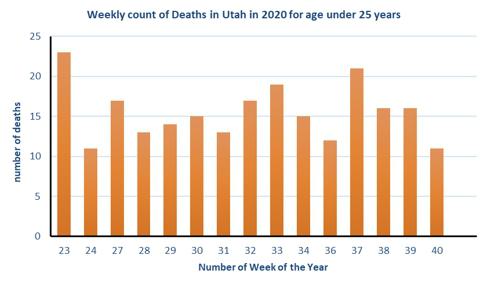 Weekly count of Deaths in Utah in 2020 for age under 25 years
25
20
15
10
5
0
number of deaths
23 24 27 28 29 30 31 32 33 34 36 37 38 39 40
Number of Week of the Year